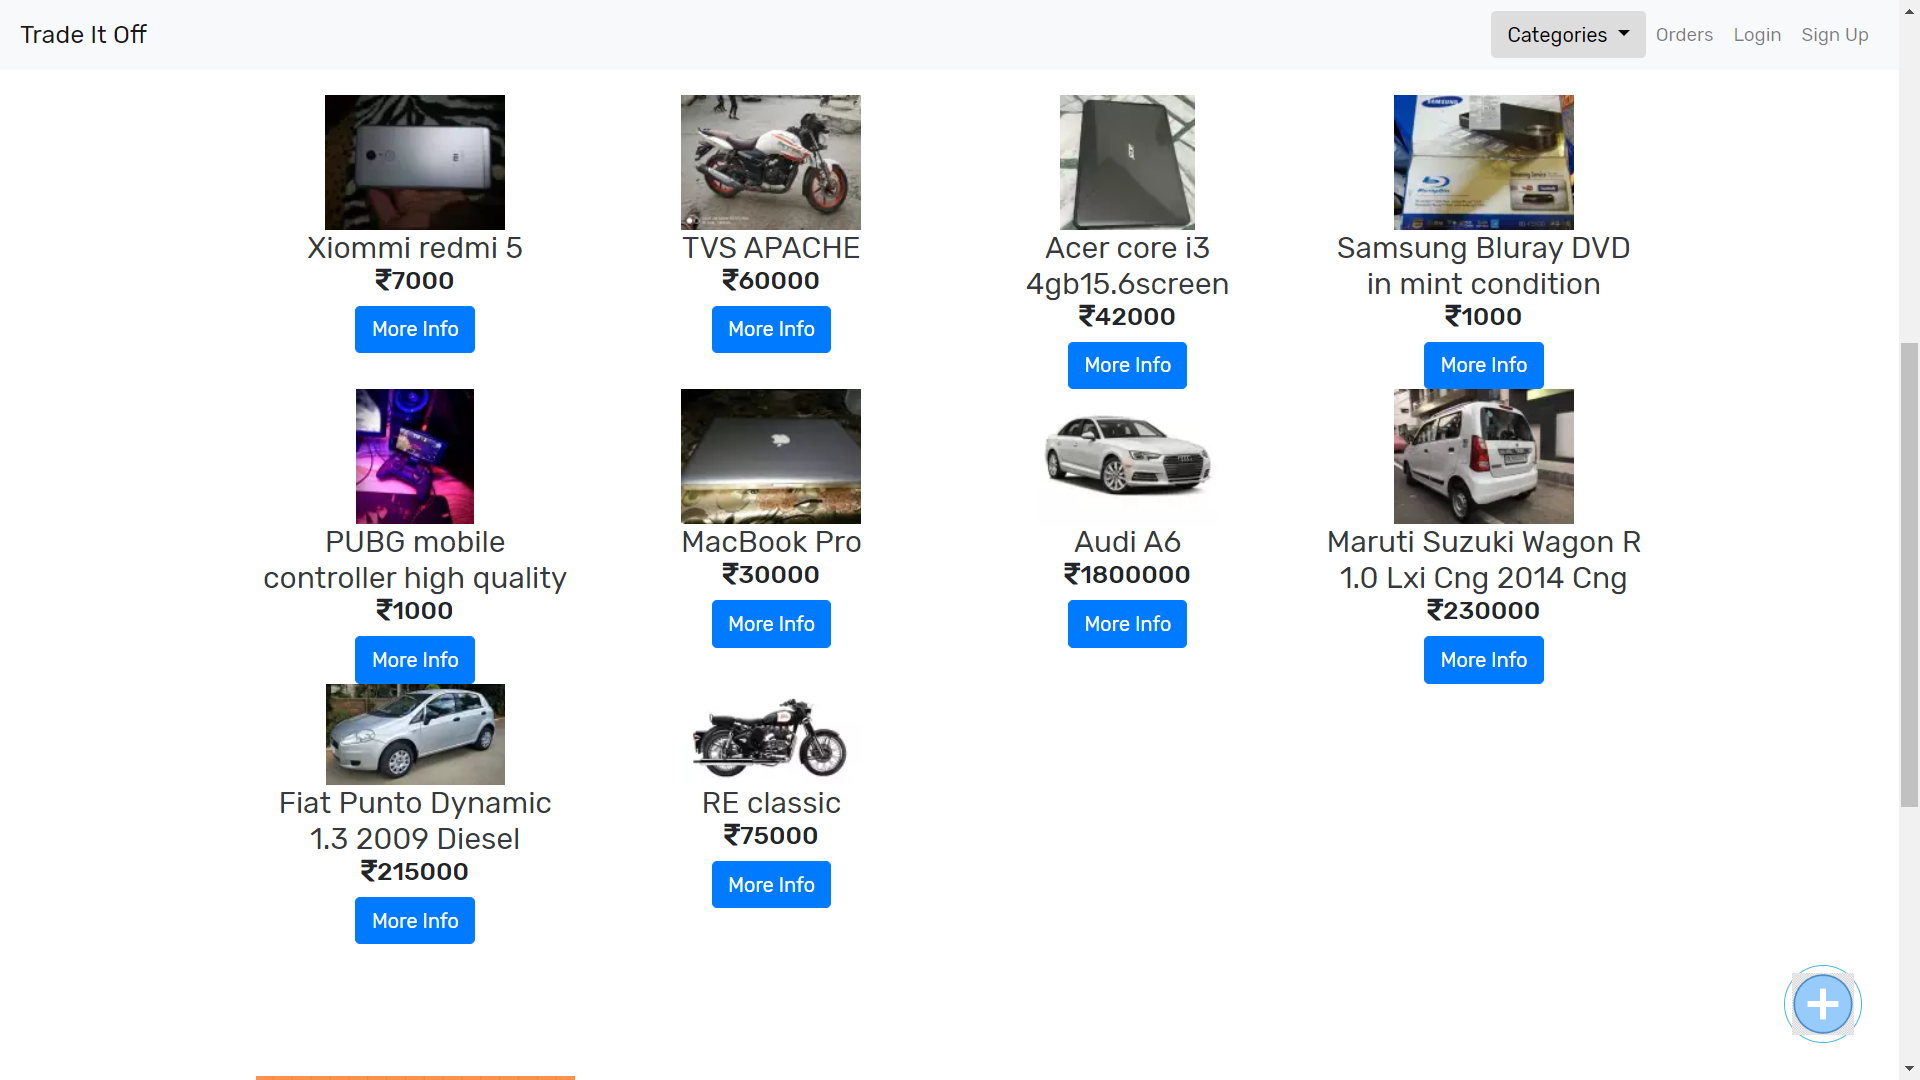 Trade It Off
Categories
Orders
Login
Sign Up
Xiommi redmi 5
₹7000
More Info
TVS APACHE
₹60000
More Info
acer
Acer core i3
4gb15.6screen
₹42000
More Info
SAMSUNG
Samsung Bluray DVD
in mint condition
₹1000
More Info
PUBG mobile
controller high quality
₹1000
More Info
MacBook Pro
₹30000
More Info
Audi A6
₹1800000
More Info
Maruti Suzuki Wagon R
1.0 Lxi Cng 2014 Cng
₹230000
More Info
Fiat Punto Dynamic
1.3 2009 Diesel
₹215000
More Info
RE classic
₹75000
More Info